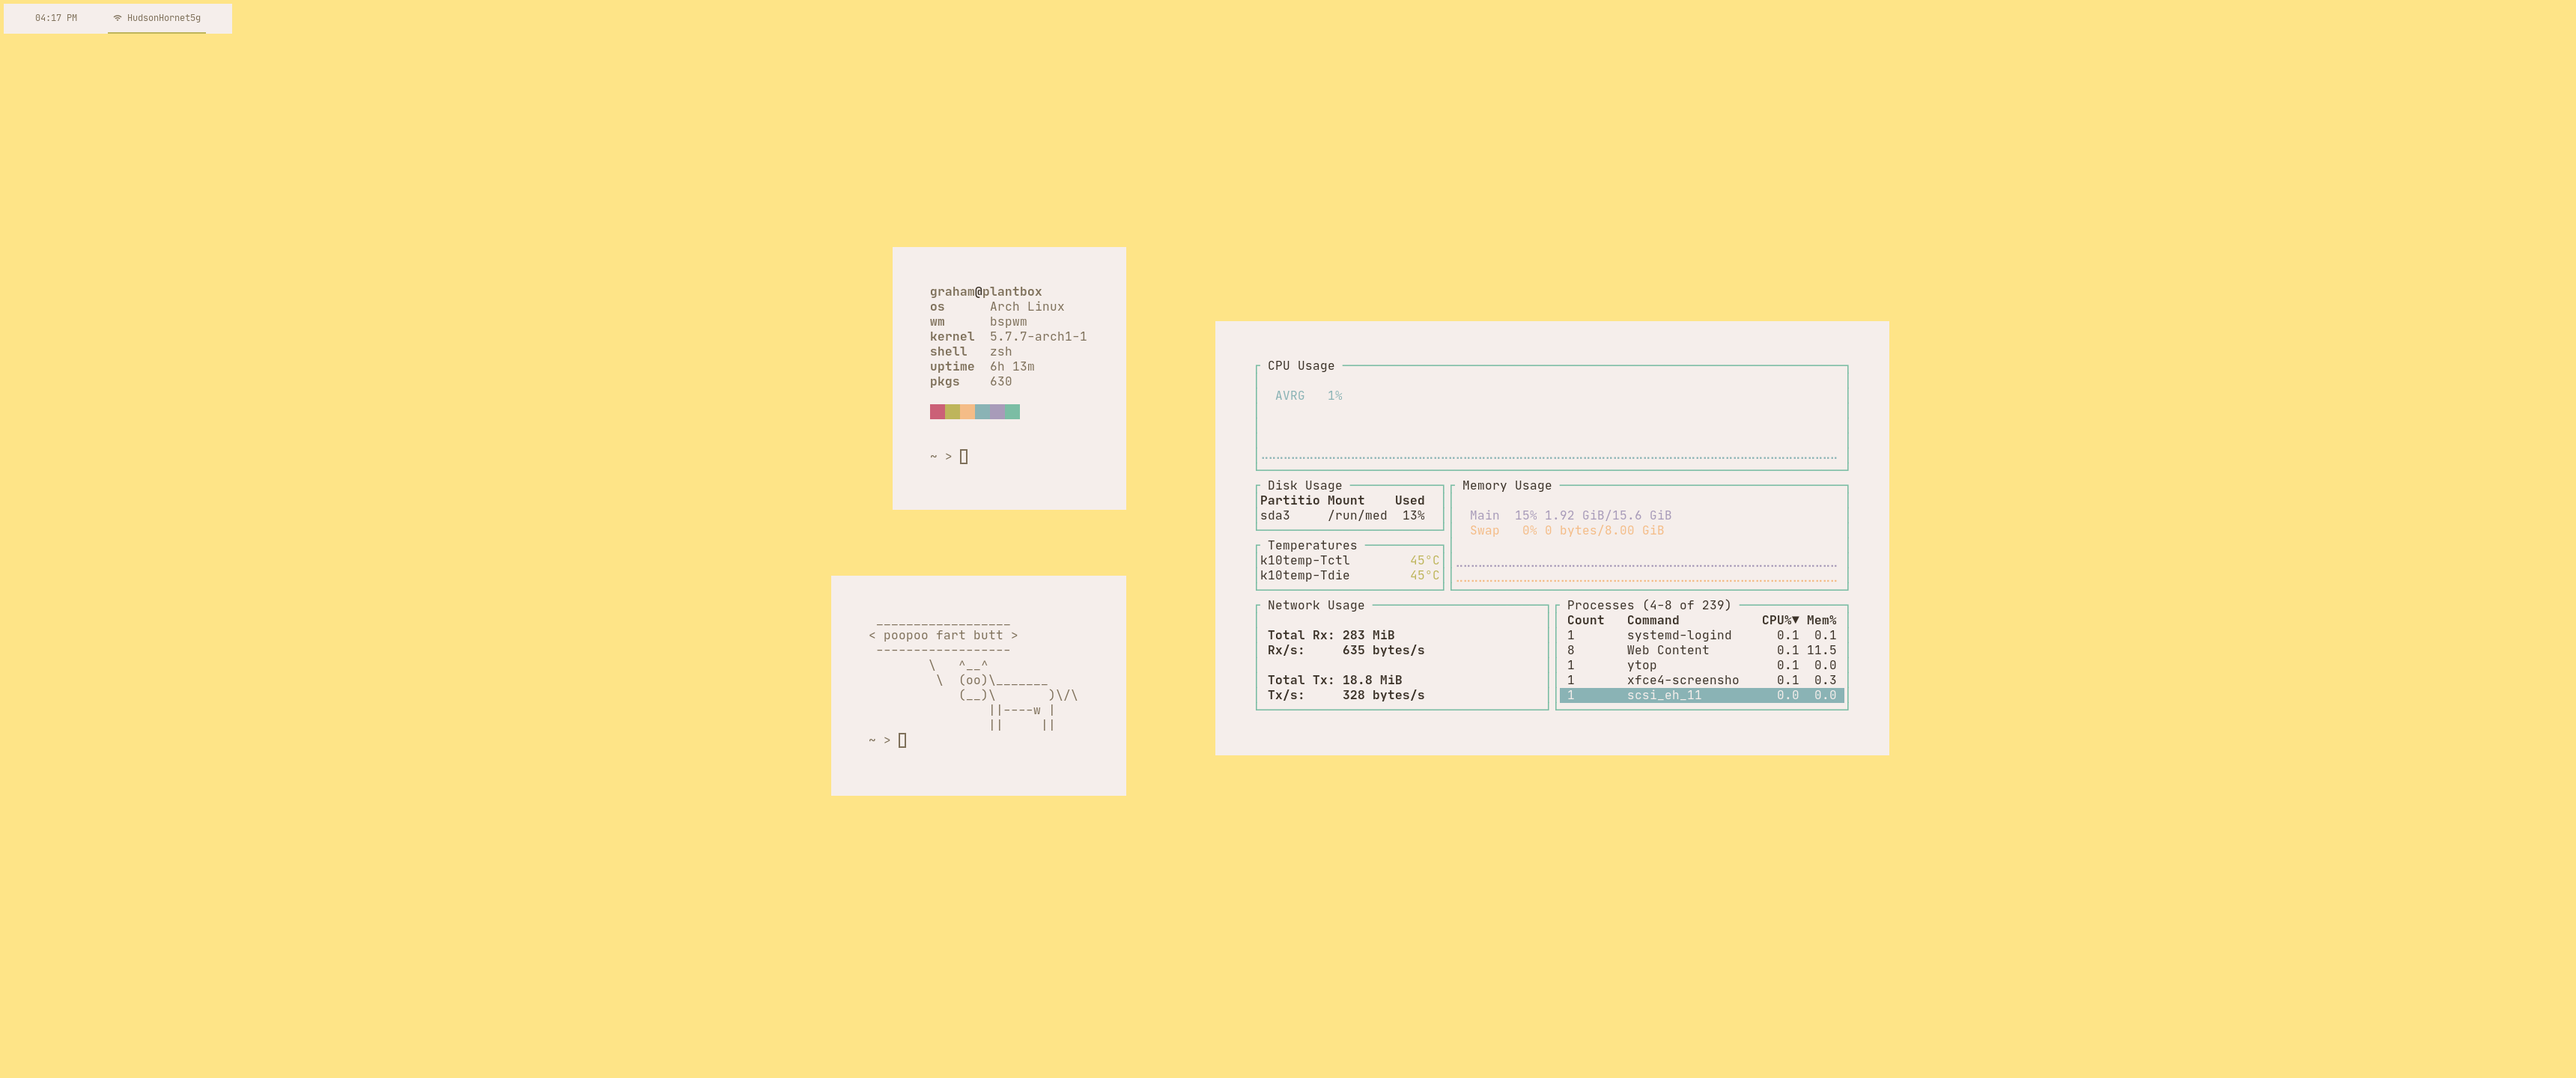 04:17 PM HudsonHornet5g
graham@plantbox
os Arch Linux
wm bspwm
kernel 5.7.7-arch1-1
shell zsh
uptime 6h 13m
pkgs 630
~ >
__________________
< poopoo fart butt >
------------------
\   ^__^
\  (oo)\_______
(__)\       )\/\
||----w |
||     ||
~ >
CPU Usage
AVRG 1%
Disk Usage
Partitio Mount Used
sda3 /run/med 13%
Temperatures
k10temp-Tctl 45°C
k10temp-Tdie 45°C
Memory Usage
Main 15% 1.92 GiB/15.6 GiB
Swap 0% 0 bytes/8.00 GiB
Network Usage
Total Rx: 283 MiB
Rx/s: 635 bytes/s
Total Tx: 18.8 MiB
Tx/s: 328 bytes/s
Processes (4-8 of 239)
Count Command CPU%▼ Mem%
1 systemd-logind 0.1 0.1
8 Web Content 0.1 11.5
1 ytop 0.1 0.0
1 xfce4-screensho 0.1 0.3
1 scsi_eh_11 0.0 0.0